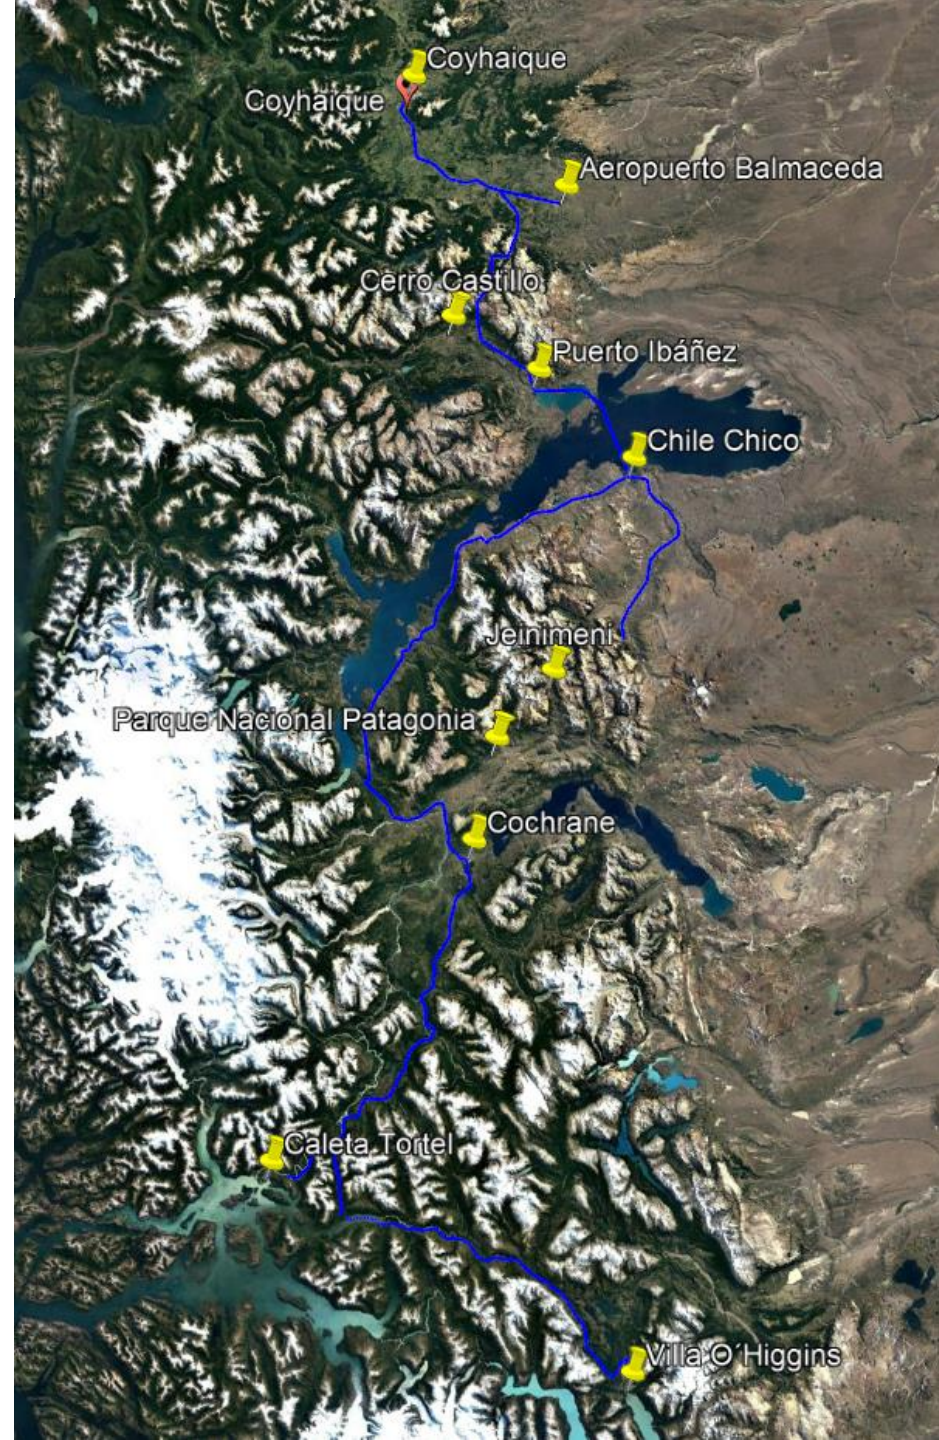 Coyhaique
Coyhaique
Aeropuerto Balmaceda
Cerro Castillo
Puerto Ibáñez
Chile Chico
Jeinimeni
Parque Nacional Patagonia
Cochrane
Caleta Tortel
Villa O´Higgins